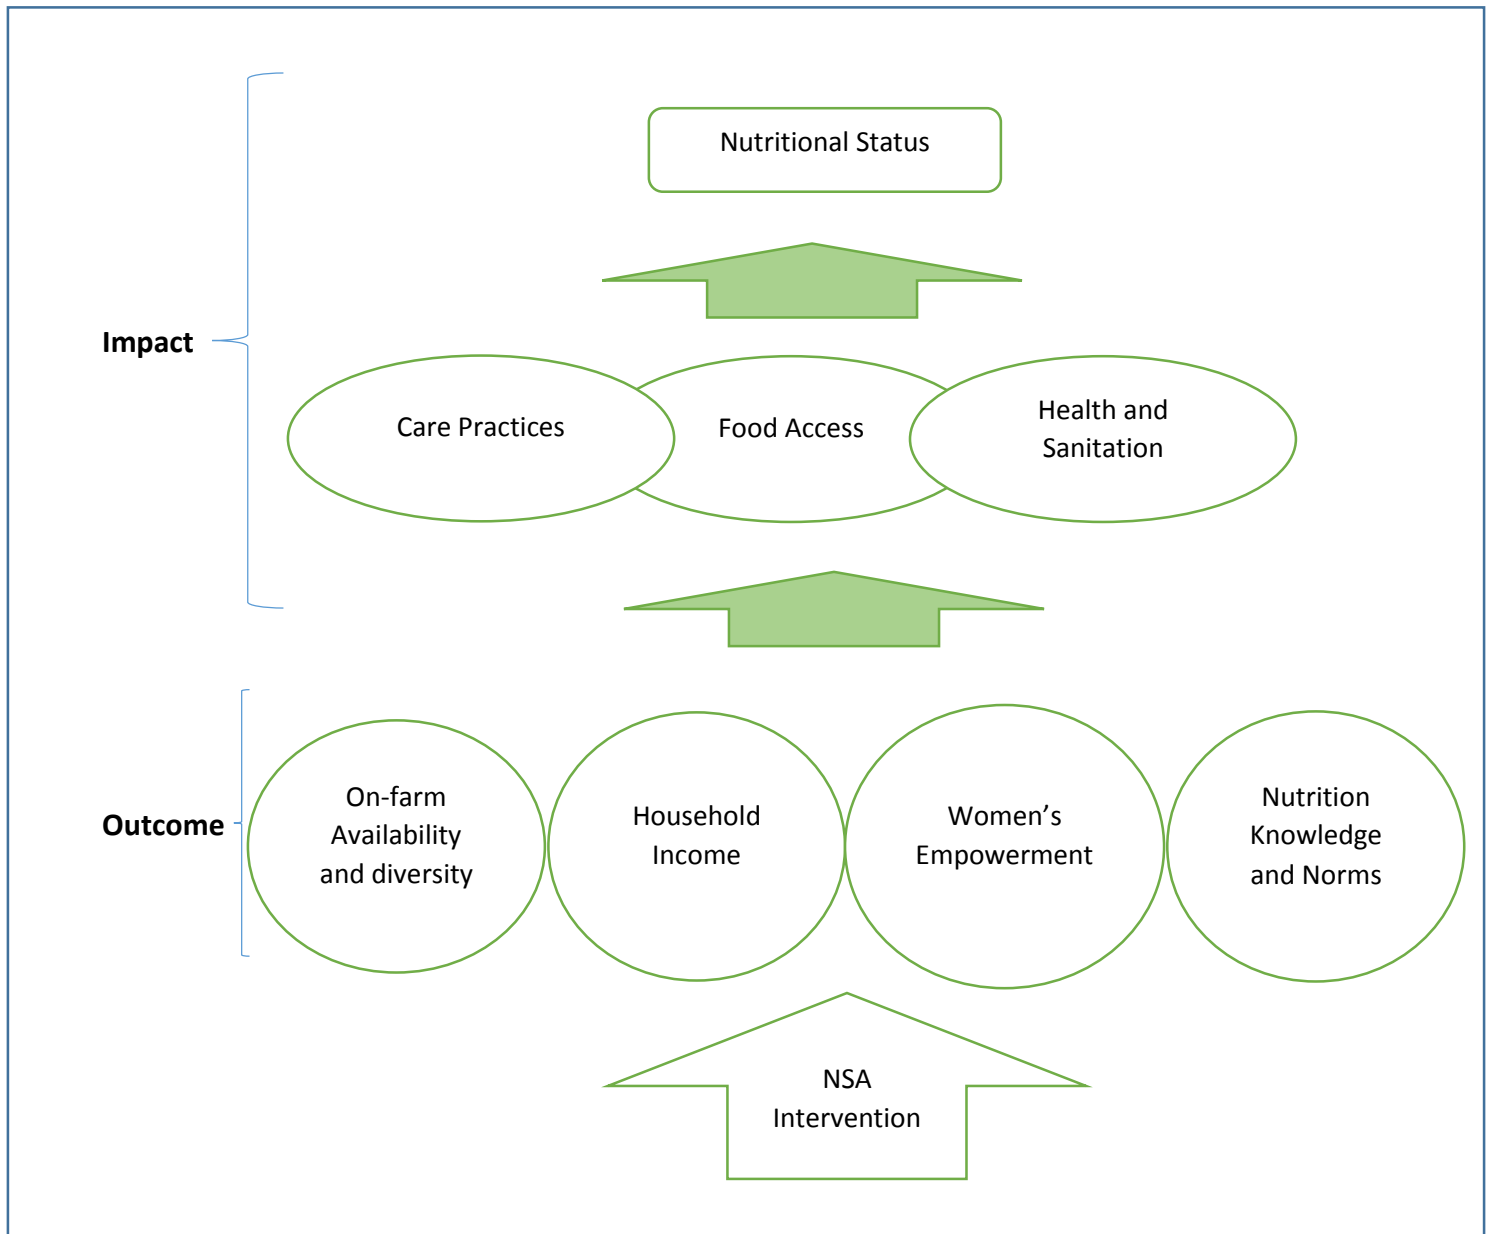 Nutritional Status
Impact
Care Practices
Food Access
Health and
Sanitation
Outcome
On-farm
Availability
and diversity
Household
Income
Women’s
Empowerment
Nutrition
Knowledge
and Norms
NSA
Intervention